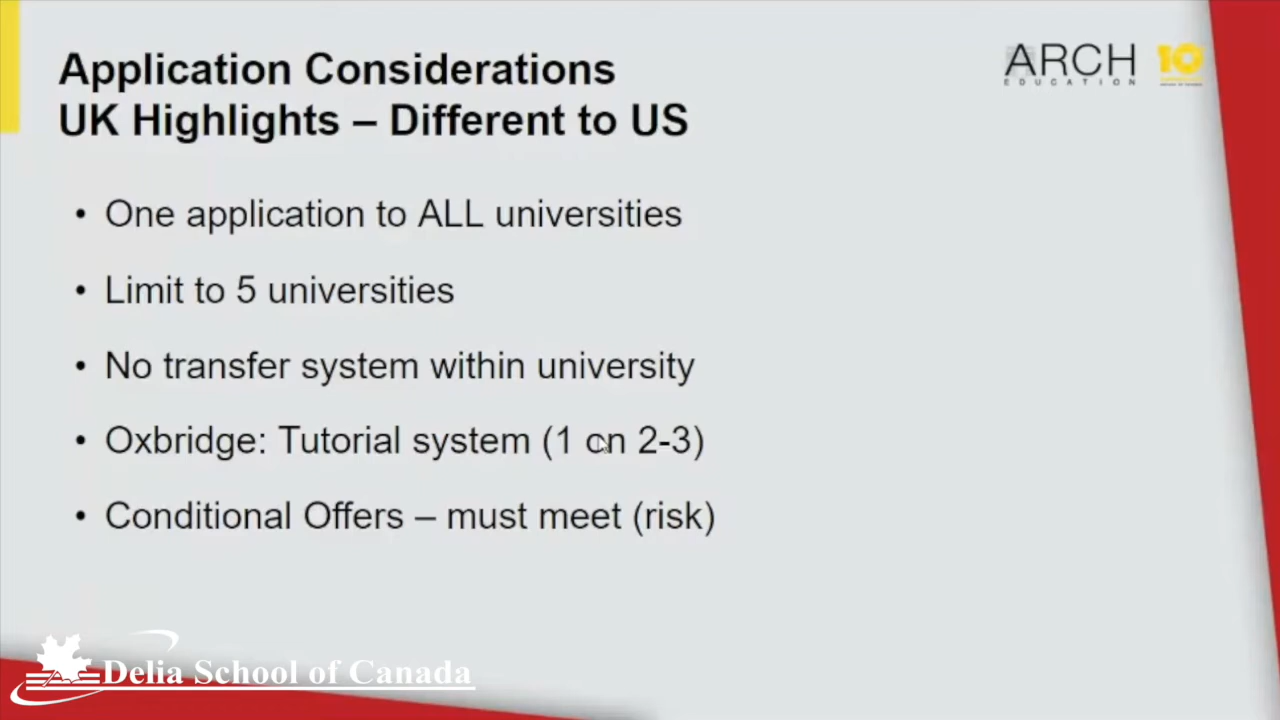 Application Considerations
UK Highlights – Different to US
ARCH
EDUCATION
10
• One application to ALL universities
• Limit to 5 universities
• No transfer system within university
• Oxbridge: Tutorial system (1 on 2-3)
• Conditional Offers – must meet (risk)
Delia School of Canada